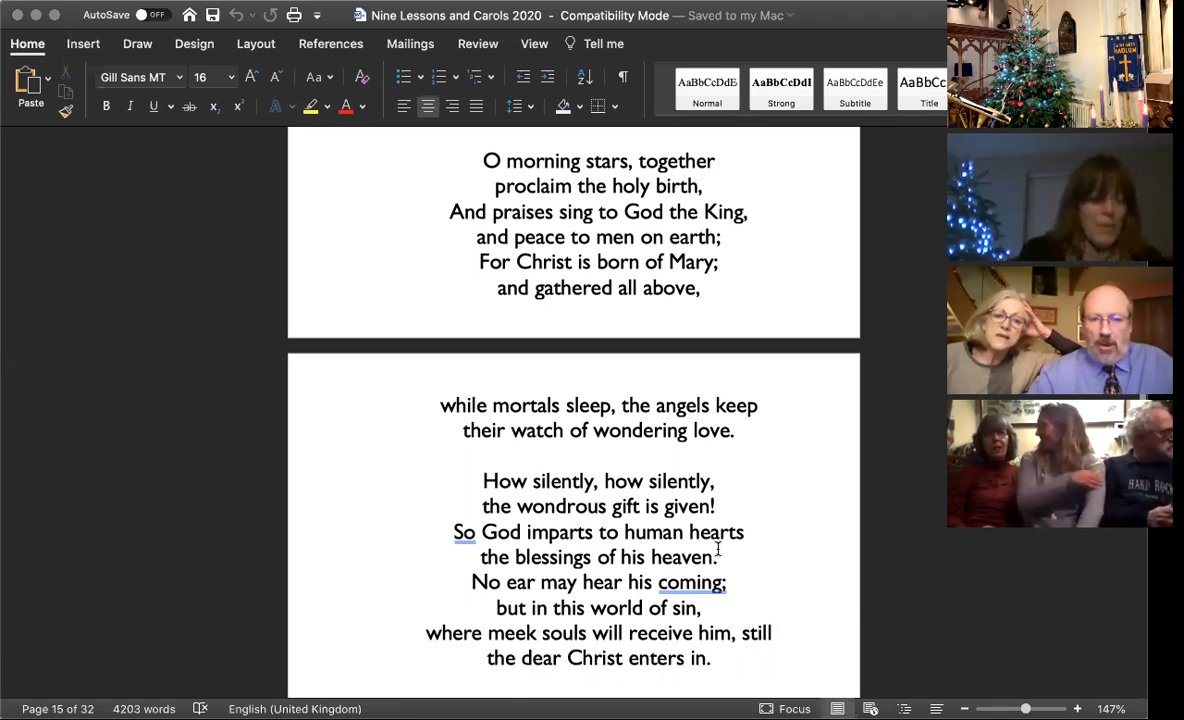 AutoSave OFF Nine Lessons and Carols 2020 - Compatibility Mode — Saved to my Mac
Home Insert Draw Design Layout References Mailings Review View Tell me
Paste Gill Sans MT 16 A A Aa A
B I U ab x₂ x² A A
AaBbCcDdE AaBbCcDdI AaBbCcDdEe AaBbCcD
Normal Strong Subtitle Title
O morning stars, together
proclaim the holy birth,
And praises sing to God the King,
and peace to men on earth;
For Christ is born of Mary;
and gathered all above,
while mortals sleep, the angels keep
their watch of wondering love.
How silently, how silently,
the wondrous gift is given!
So God imparts to human hearts
the blessings of his heaven.
No ear may hear his coming;
but in this world of sin,
where meek souls will receive him, still
the dear Christ enters in.
HADLOW
HARD ROCK
Page 15 of 32 4203 words English (United Kingdom) Focus 147%